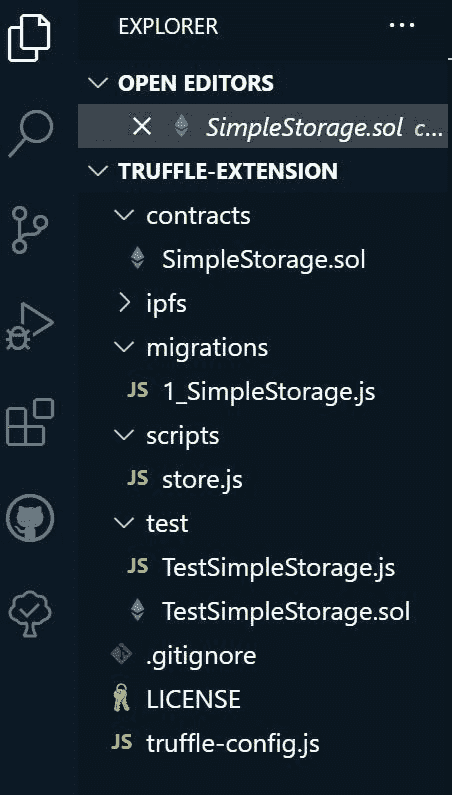 EXPLORER ...
OPEN EDITORS
SimpleStorage.sol c...
TRUFFLE-EXTENSION
contracts
SimpleStorage.sol
ipfs
migrations
JS 1_SimpleStorage.js
scripts
JS store.js
test
JS TestSimpleStorage.js
TestSimpleStorage.sol
.gitignore
LICENSE
JS truffle-config.js